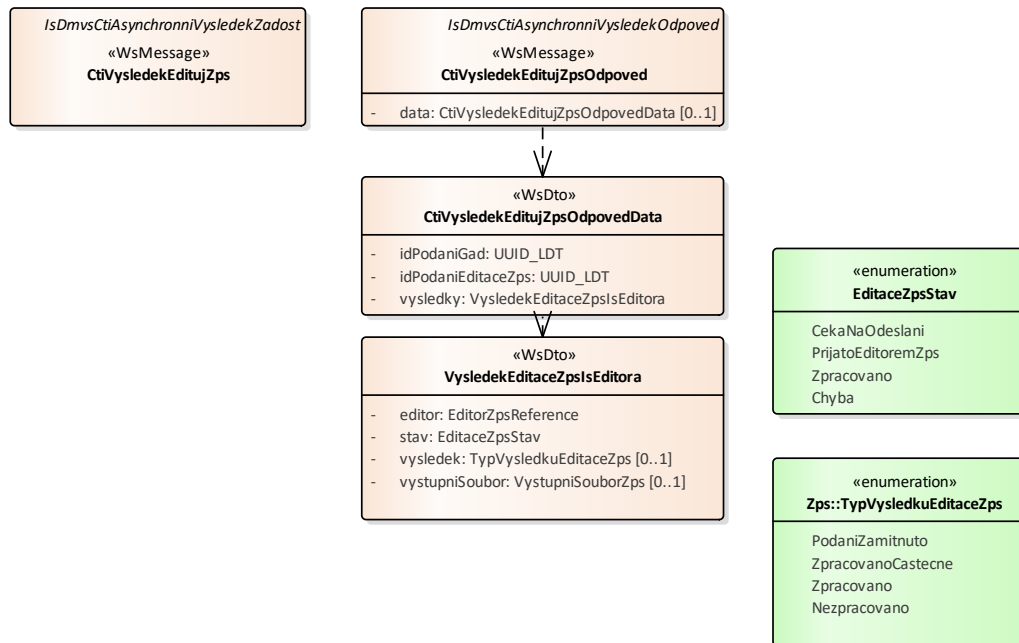 IsDmvsCtiAsynchronniVysledekZadost
«WsMessage»
CtiVysledekEditujZps
IsDmvsCtiAsynchronniVysledekOdpoved
«WsMessage»
CtiVysledekEditujZpsOdpoved
- data: CtiVysledekEditujZpsOdpovedData [0..1]
«WsDto»
CtiVysledekEditujZpsOdpovedData
- idPodaniGad: UUID_LDT
- idPodaniEditaceZps: UUID_LDT
- vysledky: VysledekEditaceZpsIsEditora
«WsDto»
VysledekEditaceZpsIsEditora
- editor: EditorZpsReference
- stav: EditaceZpsStav
- vysledek: TypVysledkuEditaceZps [0..1]
- vystupniSoubor: VystupniSouborZps [0..1]
«enumeration»
EditaceZpsStav
CekaNaOdeslani
PrijatoEditoremZps
Zpracovano
Chyba
«enumeration»
Zps::TypVysledkuEditaceZps
PodaniZamitnuto
ZpracovanoCastecne
Zpracovano
Nezpracovano